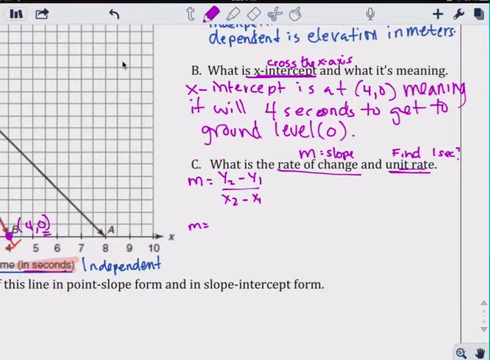 dependent is elevation in meters.
cross the x-axis
B. What is x-intercept and what it's meaning.
x-intercept is at (4,0) meaning
it will 4 seconds to get to
ground level (0).
m=slope Find 1sec?
C. What is the rate of change and unit rate.
m= y2-y1
x2-x1
m=
B (4,0) A
4 5 6 7 8 9 10 x
me (in seconds) Independent
f this line in point-slope form and in slope-intercept form.